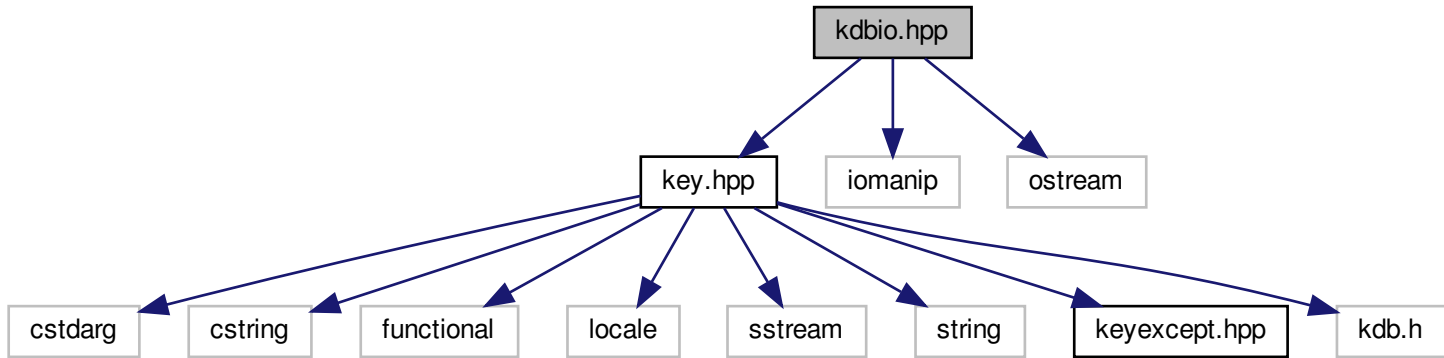 kdbio.hpp
key.hpp
iomanip
ostream
cstdarg
cstring
functional
locale
sstream
string
keyexcept.hpp
kdb.h